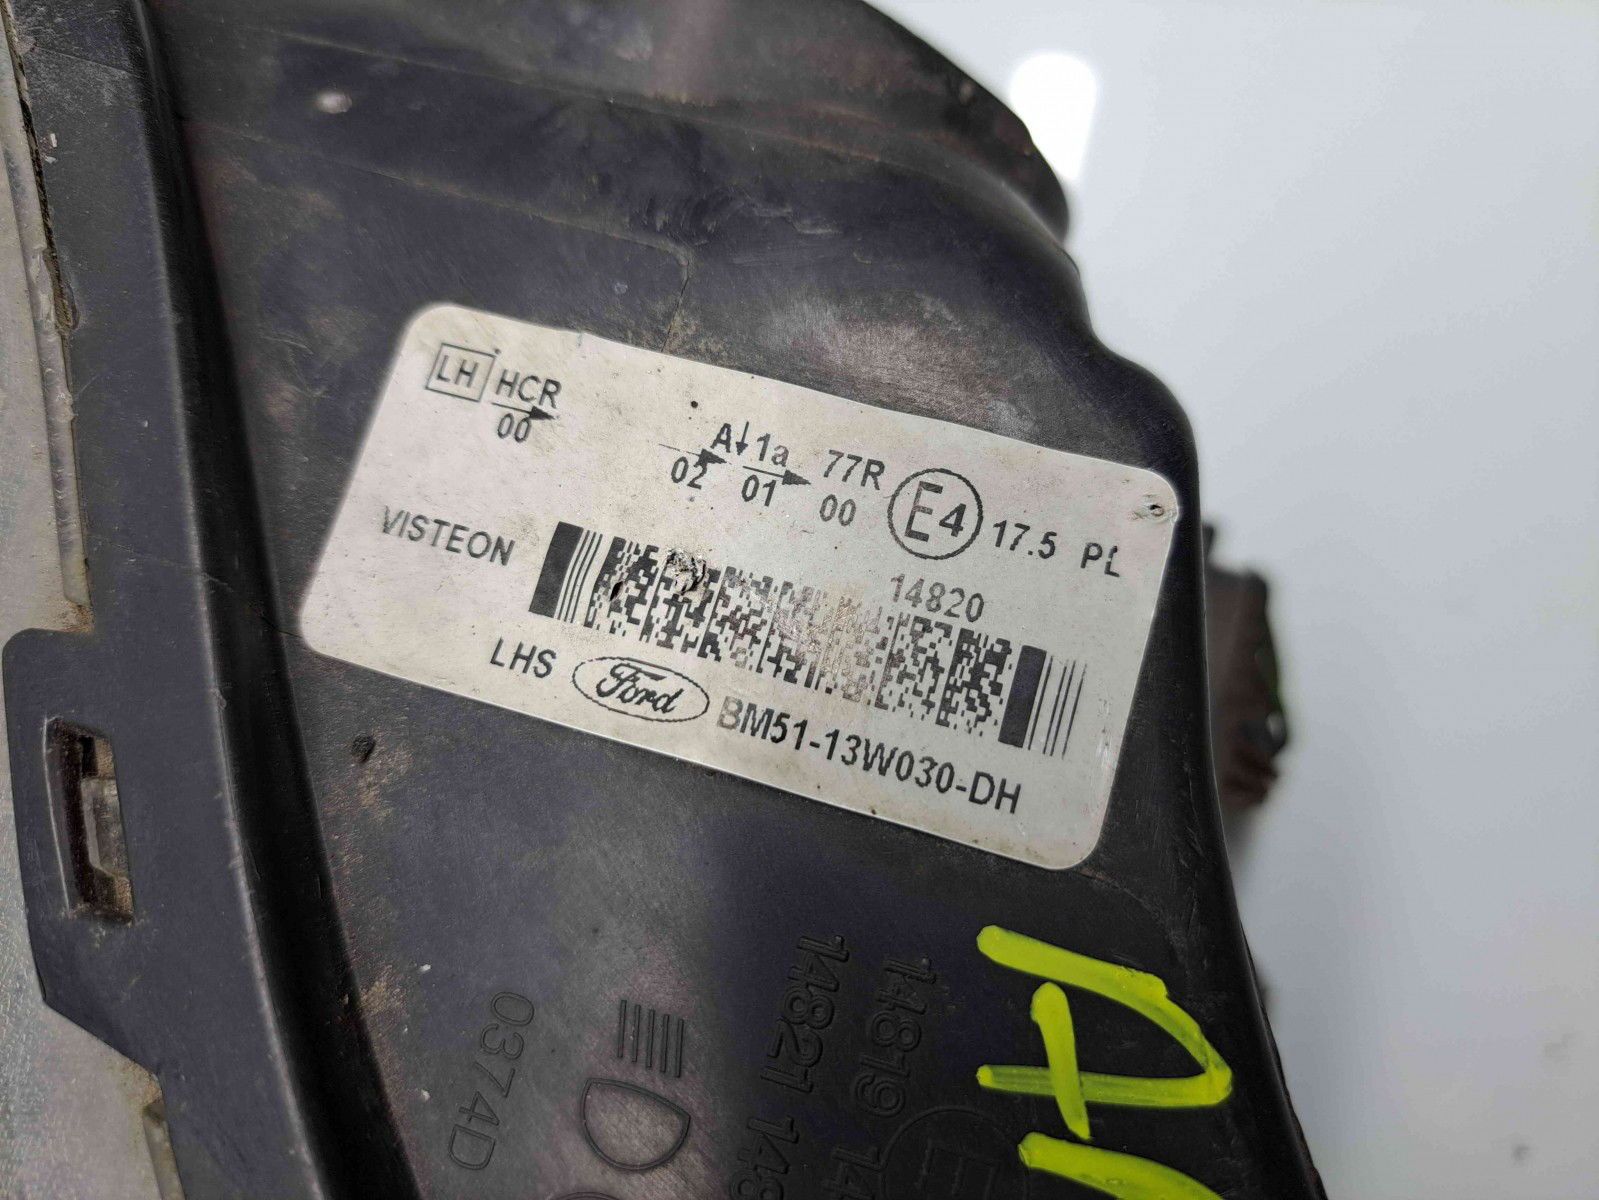 LH HCR
00
A 1a 77R E4 17.5 PL
02 01 00
VISTEON
14820
LHS Ford BM51-13W030-DH
14819
14821
0374D